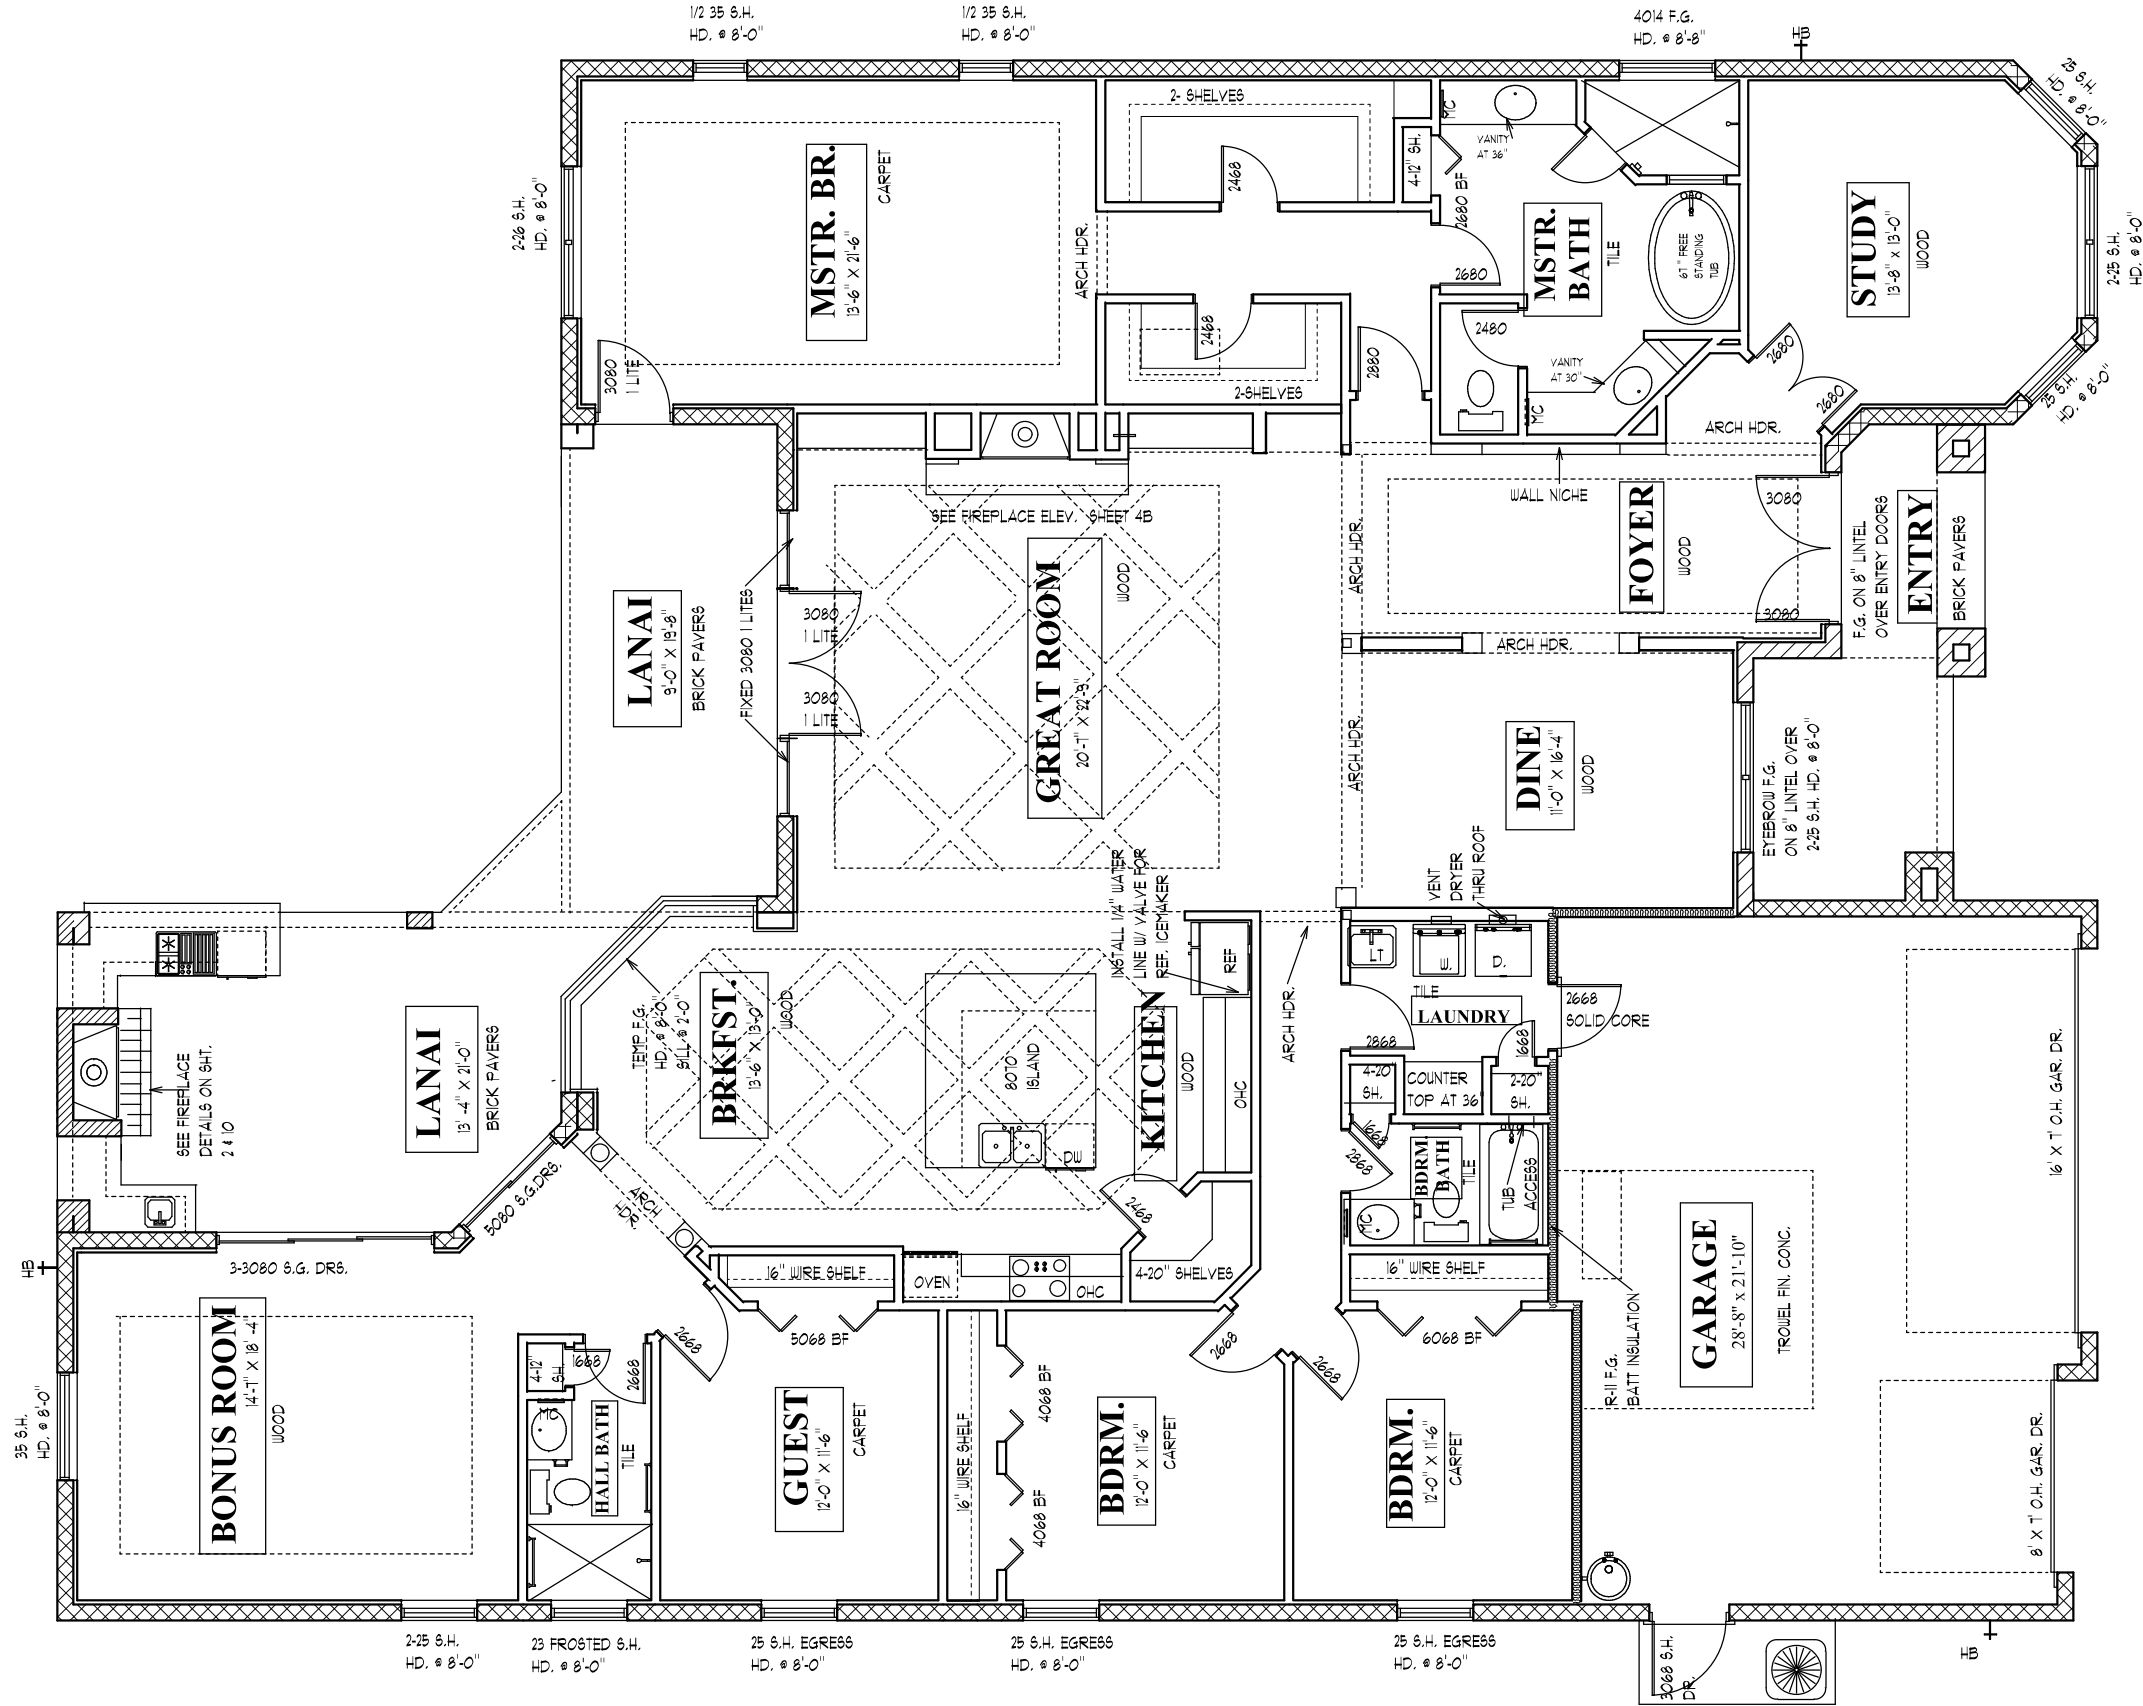 1/2 35 S.H.
HD. @ 8'-0"
1/2 35 S.H.
HD. @ 8'-0"
4014 F.G.
HD. @ 8'-8"
HB
25 S.H.
HD. @ 8'-0"
2-26 S.H.
HD. @ 8'-0"
MSTR. BR.
13'-6" X 21'-6"
CARPET
3080
1 LITE
2- SHELVES
2468
ARCH HDR.
2468
2-SHELVES
4-12" SH.
2680 BF
MC
VANITY
AT 36"
MSTR.
BATH
TILE
67" FREE
STANDING
TUB
2680
2480
2880
VANITY
AT 30"
MC
STUDY
13'-8" x 13'-0"
WOOD
2-25 S.H.
HD. @ 8'-0"
25 S.H.
HD. @ 8'-0"
2680
2680
ARCH HDR.
WALL NICHE
FOYER
WOOD
3080
3080
F.G. ON 8" LINTEL
OVER ENTRY DOORS
ENTRY
BRICK PAVERS
ARCH HDR.
ARCH HDR.
SEE FIREPLACE ELEV. SHEET 4B
GREAT ROOM
20'-7" X 22'-9"
WOOD
LANAI
9'-0" X 19'-8"
BRICK PAVERS
FIXED 3080 1 LITES
3080
1 LITE
3080
1 LITE
ARCH HDR.
DINE
11'-0" X 16'-4"
WOOD
EYEBROW F.G.
ON 8" LINTEL OVER
2-25 S.H. HD. @ 8'-0"
VENT
DRYER
THRU ROOF
INSTALL 1/4" WATER
LINE W/ VALVE FOR
REF. ICEMAKER
REF
ARCH HDR.
LT
W.
D.
TILE
LAUNDRY
2668
SOLID CORE
2868
1668
4-20"
SH.
COUNTER
TOP AT 36"
2-20"
SH.
1668
2868
BDRM.
BATH
TILE
TUB
ACCESS
MC
16" WIRE SHELF
6068 BF
LANAI
13'-4" X 21'-0"
BRICK PAVERS
SEE FIREPLACE
DETAILS ON SHT.
2 & 10
TEMP F.G.
HD. @ 8'-0"
SILL @ 2'-0"
BRKFST.
13'-6" X 13'-0"
WOOD
8070
ISLAND
DW
KITCHEN
WOOD
OHC
2468
4-20" SHELVES
OHC
OVEN
16" WIRE SHELF
5068 BF
ARCH
HDR.
5080 S.G.DRS.
3-3080 S.G. DRS.
HB
35 S.H.
HD. @ 8'-0"
BONUS ROOM
14'-7" X 18'-4"
WOOD
4-12"
SH.
1668
2668
MC
HALL BATH
TILE
2668
GUEST
12'-0" X 11'-6"
CARPET
16" WIRE SHELF
4068 BF
4068 BF
2668
BDRM.
12'-0" X 11'-6"
CARPET
2668
BDRM.
12'-0" X 11'-6"
CARPET
R-11 F.G.
BATT INSULATION
GARAGE
28'-8" x 21'-10"
TROWEL FIN. CONC.
16' X 7' O.H. GAR. DR.
8' X 7' O.H. GAR. DR.
2-25 S.H.
HD. @ 8'-0"
23 FROSTED S.H.
HD. @ 8'-0"
25 S.H. EGRESS
HD. @ 8'-0"
25 S.H. EGRESS
HD. @ 8'-0"
25 S.H. EGRESS
HD. @ 8'-0"
3068 S.H.
DR.
HB